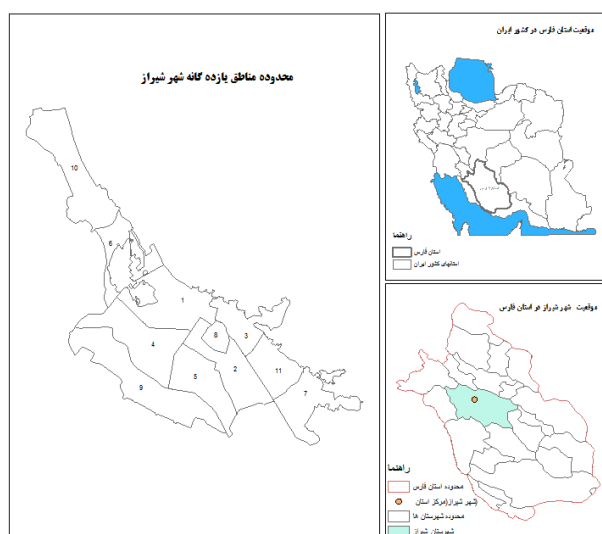 محدوده مناطق یازده گانه شهر شیراز
10
6
1
8
3
4
2
5
11
9
7
موقعیت استان فارس در کشور ایران
راهنما
استان فارس
استانهای کشور ایران
موقعیت شهر شیراز در استان فارس
راهنما
محدوده استان فارس
شهر شیراز(مرکز استان)
محدوده شهرستان ها
شهرستان شیراز